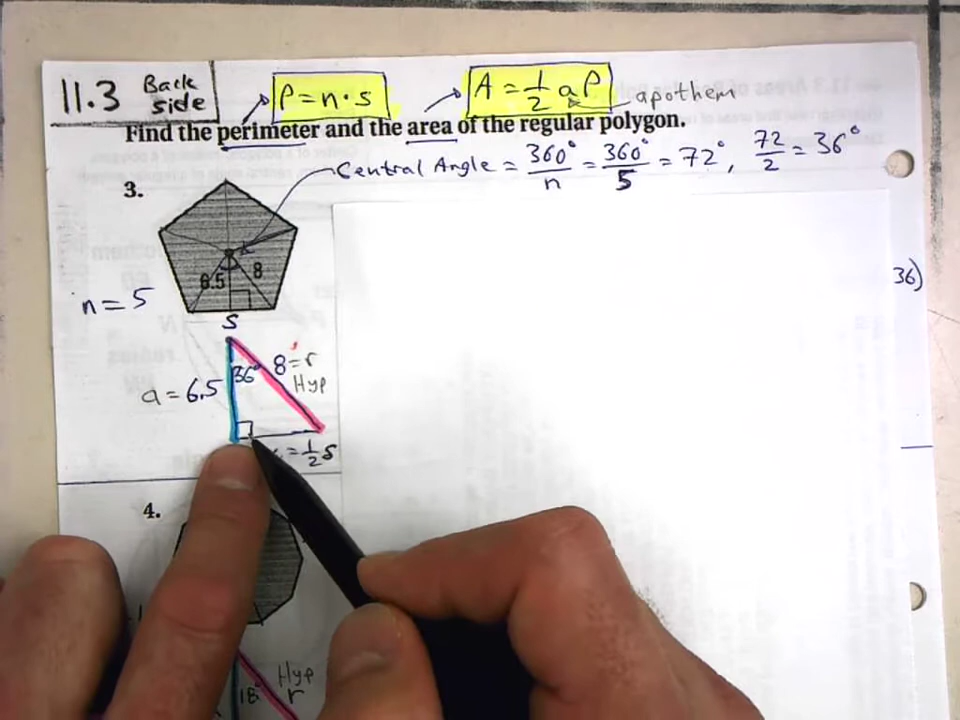 11.3 Back side
P = n · s
A = 1/2 a P
apothem
Find the perimeter and the area of the regular polygon.
Central Angle = 360°/n = 360°/5 = 72°, 72/2 = 36°
3.
6.5
8
n = 5
s
36)
36°
8 = r
Hyp
a = 6.5
= 1/2 s
4.
Hyp
r
18°